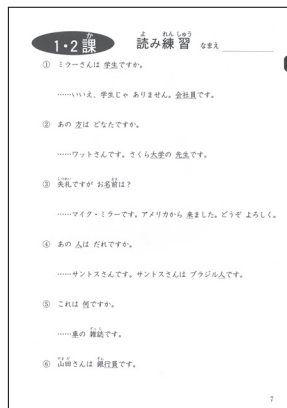 1・2課 読み練習 なまえ
① ミラーさんは 学生ですか。
……いいえ、学生じゃ ありません。会社員です。
② あの 方は どなたですか。
……ワットさんです。さくら大学の 先生です。
③ 失礼ですが お名前は？
……マイク・ミラーです。アメリカから 来ました。どうぞ よろしく。
④ あの 人は だれですか。
……サントスさんです。サントスさんは ブラジル人です。
⑤ これは 何ですか。
……車の 雑誌です。
⑥ 山田さんは 銀行員です。
7